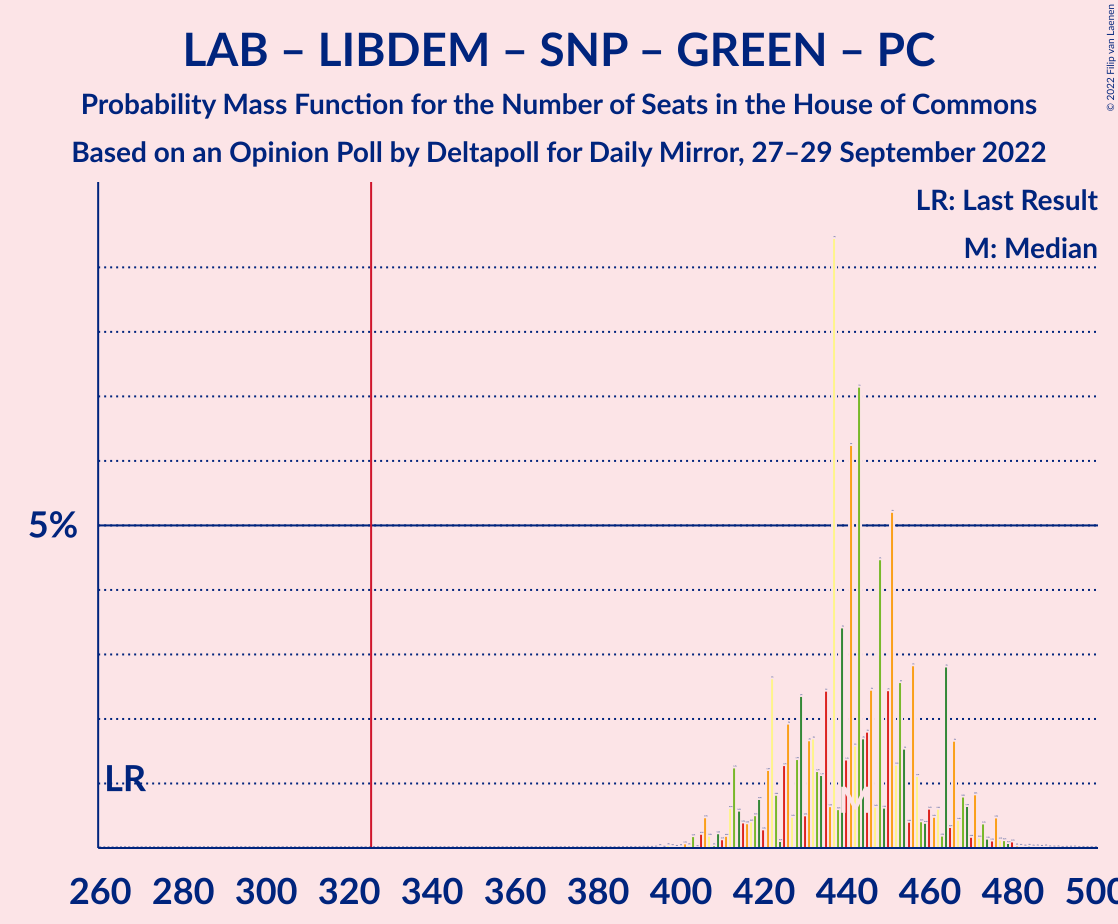 LAB – LIBDEM – SNP – GREEN – PC
Probability Mass Function for the Number of Seats in the House of Commons
Based on an Opinion Poll by Deltapoll for Daily Mirror, 27–29 September 2022
© 2022 Filip van Laenen
LR: Last Result
M: Median
5%
LR
260 280 300 320 340 360 380 400 420 440 460 480 500